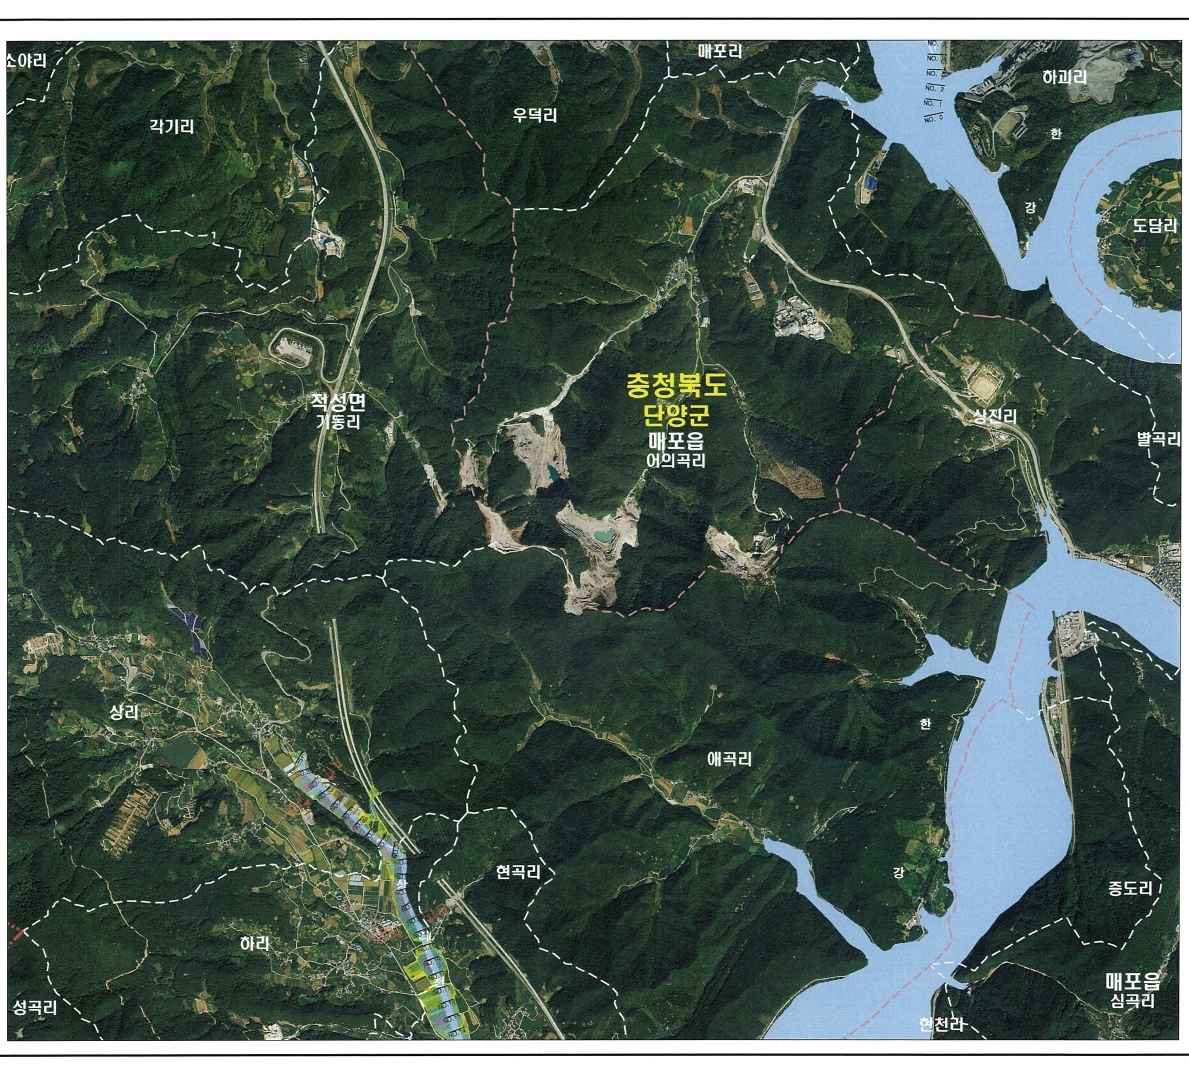 매포리
소야리
하괴리
NO.
NO.
NO.
NO. 2
NO. 1
NO. 0
각기리
우덕리
한
강
도담리
충청북도
단양군
매포읍
어의곡리
적성면
기동리
상진리
별곡리
상리
한
애곡리
현곡리
강
증도리
상
하리
매포읍
심곡리
성곡리
현천리